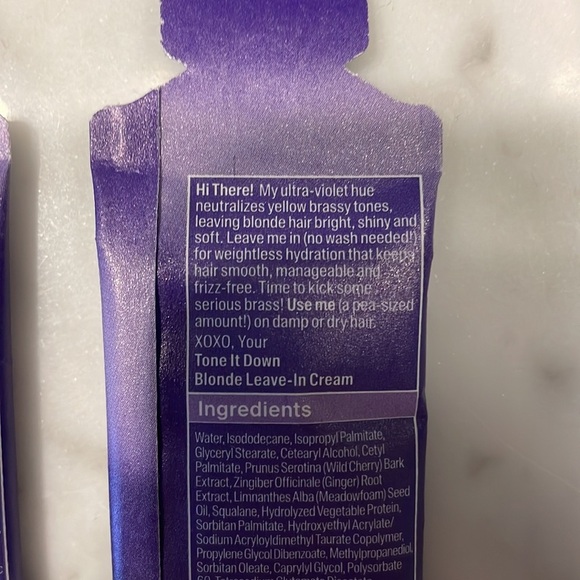 Hi There! My ultra-violet hue
neutralizes yellow brassy tones,
leaving blonde hair bright, shiny and
soft. Leave me in (no wash needed!)
for weightless hydration that keeps
hair smooth, manageable and
frizz-free. Time to kick some
serious brass! Use me (a pea-sized
amount!) on damp or dry hair.
XOXO, Your
Tone It Down
Blonde Leave-In Cream
Ingredients
Water, Isododecane, Isopropyl Palmitate,
Glyceryl Stearate, Cetearyl Alcohol, Cetyl
Palmitate, Prunus Serotina (Wild Cherry) Bark
Extract, Zingiber Officinale (Ginger) Root
Extract, Limnanthes Alba (Meadowfoam) Seed
Oil, Squalane, Hydrolyzed Vegetable Protein,
Sorbitan Palmitate, Hydroxyethyl Acrylate/
Sodium Acryloyldimethyl Taurate Copolymer,
Propylene Glycol Dibenzoate, Methylpropanediol,
Sorbitan Oleate, Caprylyl Glycol, Polysorbate
60, Tetrasodium Glutamate Diacetate